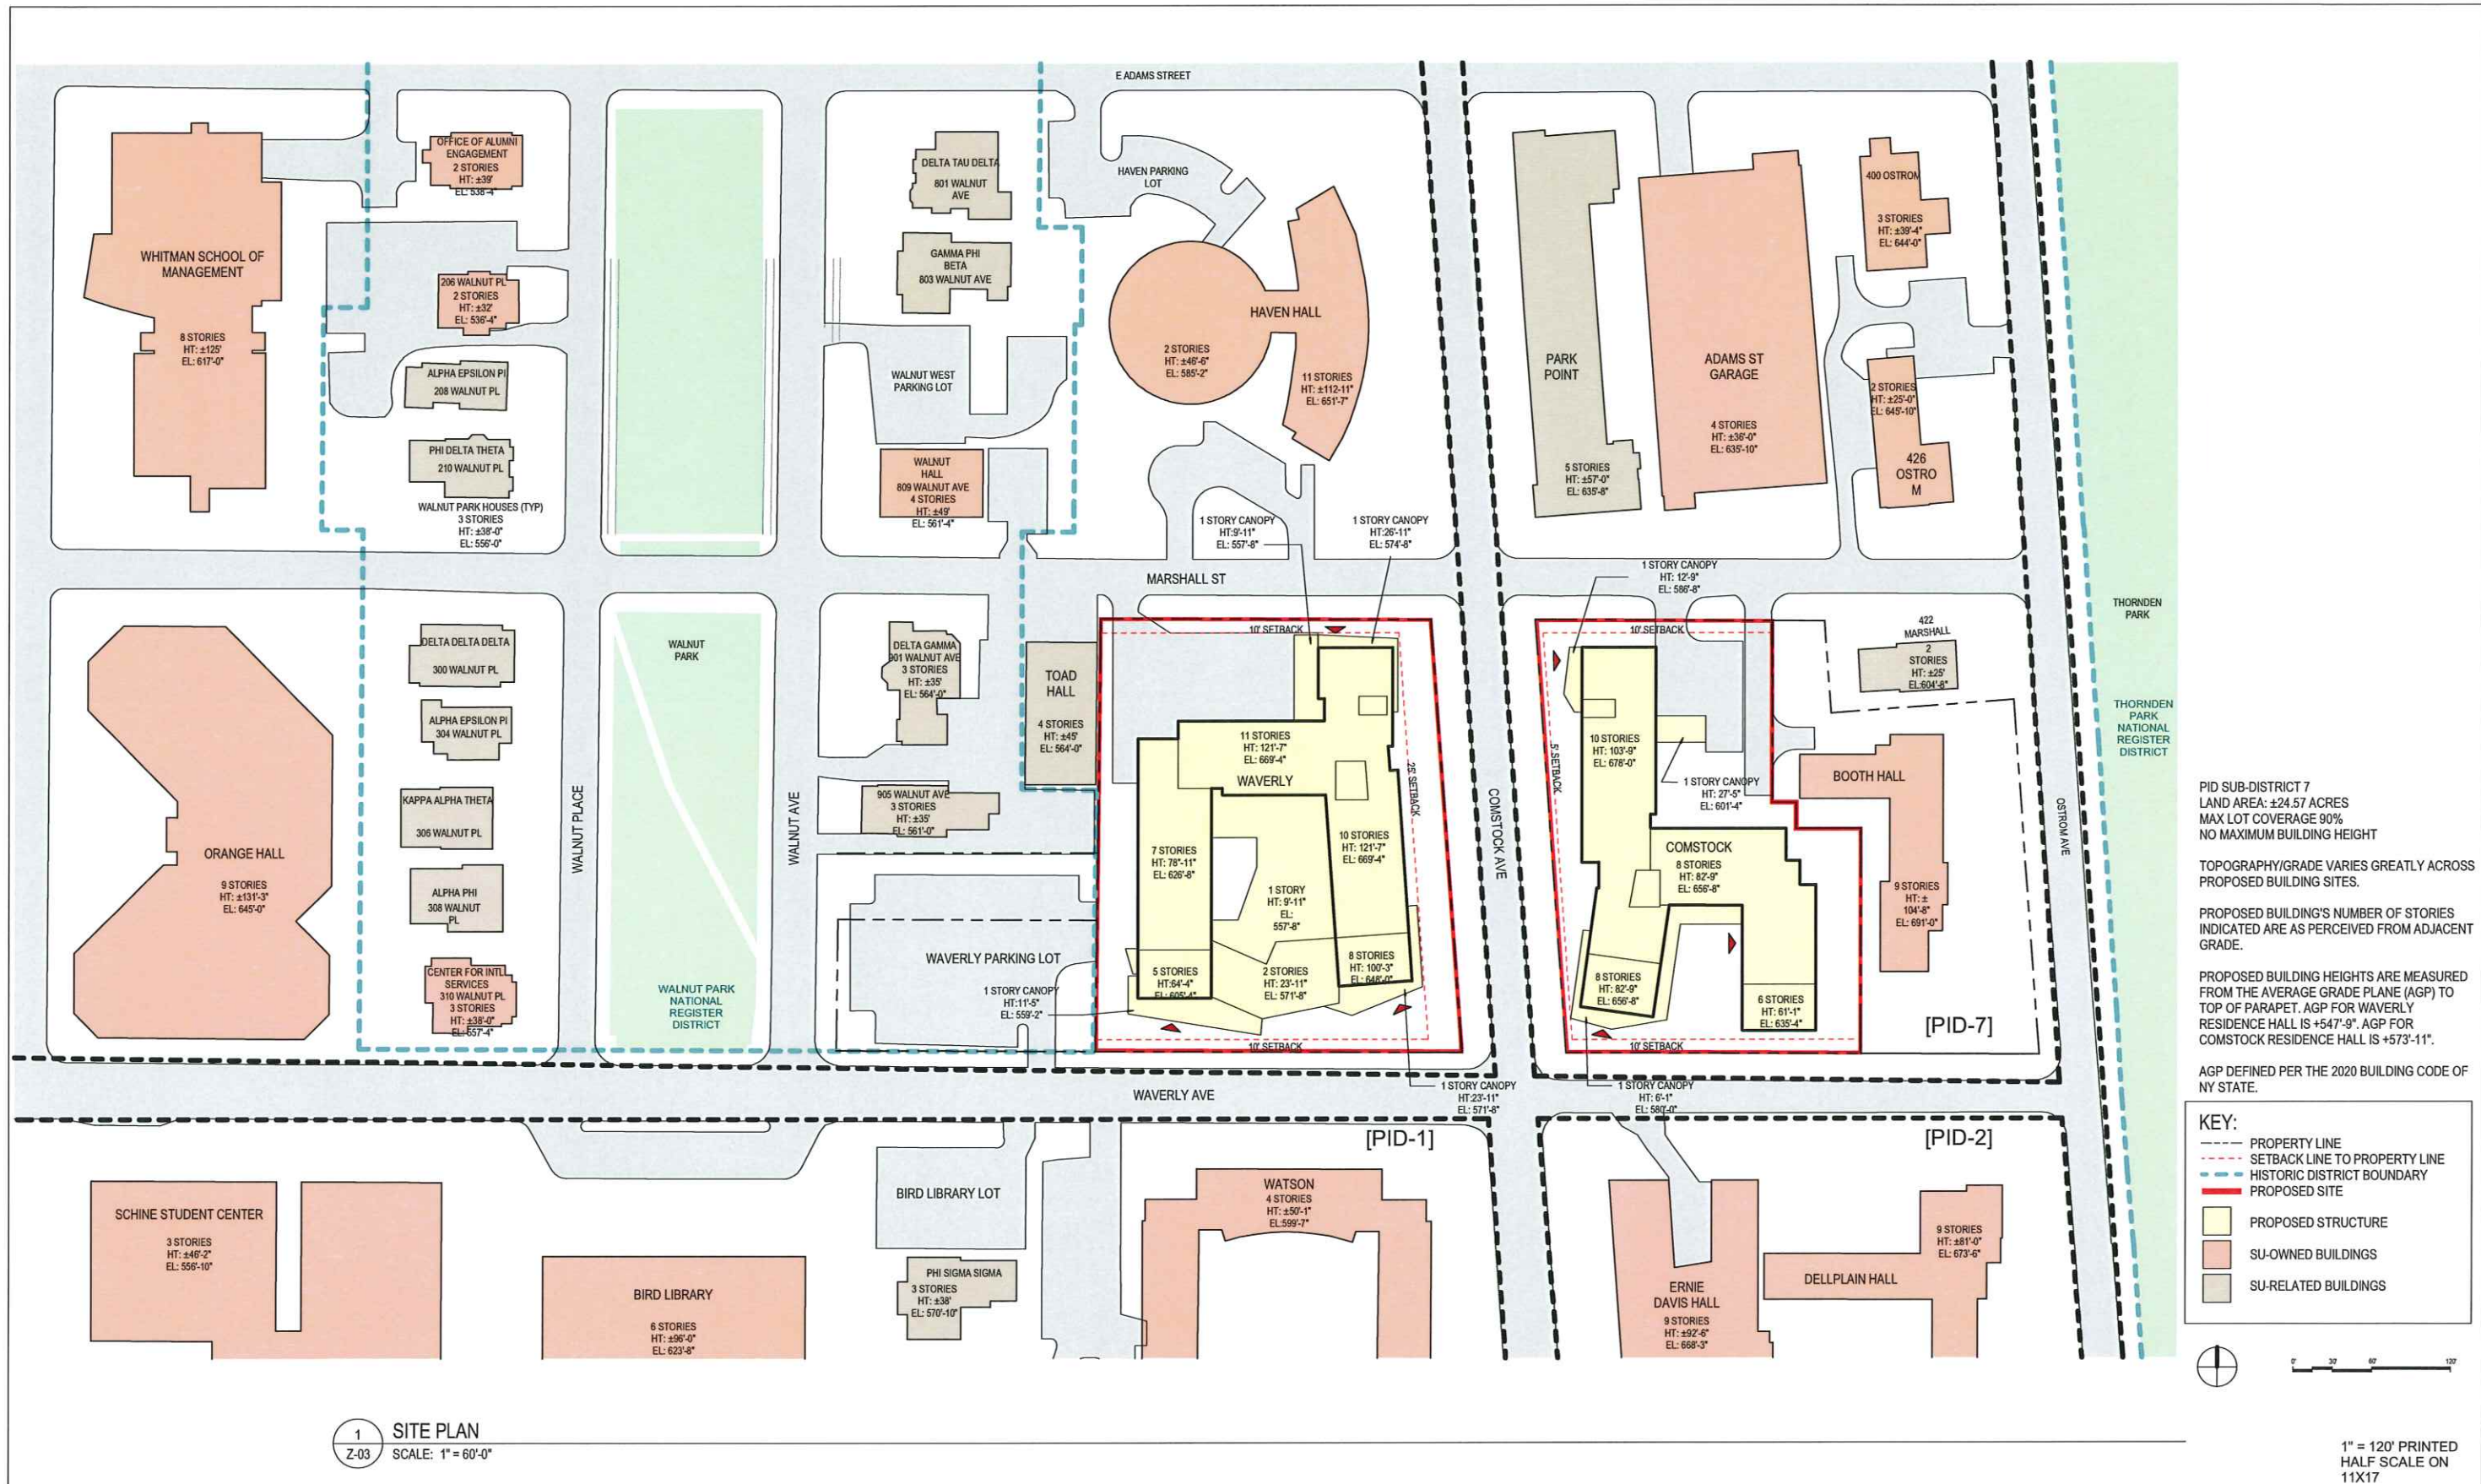 E ADAMS STREET
WHITMAN SCHOOL OF
MANAGEMENT
8 STORIES
HT: ±125'
EL: 617'-0"
OFFICE OF ALUMNI
ENGAGEMENT
2 STORIES
HT: ±39'
EL: 538'-4"
206 WALNUT PL
2 STORIES
HT: ±32'
EL: 536'-4"
ALPHA EPSILON PI
208 WALNUT PL
PHI DELTA THETA
210 WALNUT PL
WALNUT PARK HOUSES (TYP)
3 STORIES
HT: ±38'-0"
EL: 556'-0"
DELTA TAU DELTA
801 WALNUT
AVE
GAMMA PHI
BETA
803 WALNUT AVE
WALNUT WEST
PARKING LOT
WALNUT
HALL
809 WALNUT AVE
4 STORIES
HT: ±49'
EL: 561'-4"
HAVEN PARKING
LOT
HAVEN HALL
2 STORIES
HT: ±46'-6"
EL: 585'-2"
11 STORIES
HT: ±112-11"
EL: 651'-7"
1 STORY CANOPY
HT:9'-11"
EL: 557'-8"
1 STORY CANOPY
HT:26'-11"
EL: 574'-8"
PARK
POINT
5 STORIES
HT: ±57'-0"
EL: 635'-8"
ADAMS ST
GARAGE
4 STORIES
HT: ±36'-0"
EL: 635'-10"
400 OSTROM
3 STORIES
HT: ±39'-4"
EL: 644'-0"
2 STORIES
HT: ±25'-0"
EL: 645'-10"
426
OSTRO
M
MARSHALL ST
1 STORY CANOPY
HT: 12'-9"
EL: 586'-8"
THORNDEN
PARK
THORNDEN
PARK
NATIONAL
REGISTER
DISTRICT
ORANGE HALL
9 STORIES
HT: ±131'-3"
EL: 645'-0"
DELTA DELTA DELTA
300 WALNUT PL
ALPHA EPSILON PI
304 WALNUT PL
KAPPA ALPHA THETA
306 WALNUT PL
ALPHA PHI
308 WALNUT
PL
CENTER FOR INTL
SERVICES
310 WALNUT PL
3 STORIES
HT: ±38'-0"
EL: 557'-4"
WALNUT PLACE
WALNUT
PARK
WALNUT PARK
NATIONAL
REGISTER
DISTRICT
WALNUT AVE
DELTA GAMMA
901 WALNUT AVE
3 STORIES
HT: ±35'
EL: 564'-0"
905 WALNUT AVE
3 STORIES
HT: ±35'
EL: 561'-0"
TOAD
HALL
4 STORIES
HT: ±45'
EL: 564'-0"
WAVERLY PARKING LOT
1 STORY CANOPY
HT:11'-5"
EL: 559'-2"
10' SETBACK
11 STORIES
HT: 121'-7"
EL: 669'-4"
WAVERLY
25' SETBACK
7 STORIES
HT: 78'-11"
EL: 626'-8"
10 STORIES
HT: 121'-7"
EL: 669'-4"
1 STORY
HT: 9'-11"
EL:
557'-8"
5 STORIES
HT:'64'-4"
EL: 605'-4"
2 STORIES
HT: 23'-11"
EL: 571'-8"
8 STORIES
HT: 100'-3"
EL: 648'-0"
10' SETBACK
COMSTOCK AVE
10' SETBACK
5' SETBACK
10 STORIES
HT: 103'-9"
EL: 678'-0"
1 STORY CANOPY
HT: 27'-5"
EL: 601'-4"
COMSTOCK
8 STORIES
HT: 82'-9"
EL: 656'-8"
8 STORIES
HT: 82'-9"
EL: 656'-8"
6 STORIES
HT: 61'-1"
EL: 635'-4"
10' SETBACK
422
MARSHALL
2
STORIES
HT: ±25'
EL:604'-8"
BOOTH HALL
9 STORIES
HT: ±
104'-8"
EL: 691'-0"
[PID-7]
OSTROM AVE
WAVERLY AVE
1 STORY CANOPY
HT:23'-11"
EL: 571'-8"
1 STORY CANOPY
HT: 6'-1"
EL: 580'-0"
[PID-1]
[PID-2]
SCHINE STUDENT CENTER
3 STORIES
HT: ±46'-2"
EL: 556'-10"
BIRD LIBRARY
6 STORIES
HT: ±96'-0"
EL: 623'-8"
BIRD LIBRARY LOT
PHI SIGMA SIGMA
3 STORIES
HT: ±38'
EL: 570'-10"
WATSON
4 STORIES
HT: ±50'-1"
EL:599'-7"
ERNIE
DAVIS HALL
9 STORIES
HT: ±92'-6"
EL: 668'-3"
DELLPLAIN HALL
9 STORIES
HT: ±81'-0"
EL: 673'-6"
PID SUB-DISTRICT 7
LAND AREA: ±24.57 ACRES
MAX LOT COVERAGE 90%
NO MAXIMUM BUILDING HEIGHT
TOPOGRAPHY/GRADE VARIES GREATLY ACROSS
PROPOSED BUILDING SITES.
PROPOSED BUILDING'S NUMBER OF STORIES
INDICATED ARE AS PERCEIVED FROM ADJACENT
GRADE.
PROPOSED BUILDING HEIGHTS ARE MEASURED
FROM THE AVERAGE GRADE PLANE (AGP) TO
TOP OF PARAPET. AGP FOR WAVERLY
RESIDENCE HALL IS +547'-9". AGP FOR
COMSTOCK RESIDENCE HALL IS +573'-11".
AGP DEFINED PER THE 2020 BUILDING CODE OF
NY STATE.
KEY:
PROPERTY LINE
SETBACK LINE TO PROPERTY LINE
HISTORIC DISTRICT BOUNDARY
PROPOSED SITE
PROPOSED STRUCTURE
SU-OWNED BUILDINGS
SU-RELATED BUILDINGS
0' 30' 60' 120'
1
Z-03
SITE PLAN
SCALE: 1" = 60'-0"
1" = 120' PRINTED
HALF SCALE ON
11X17